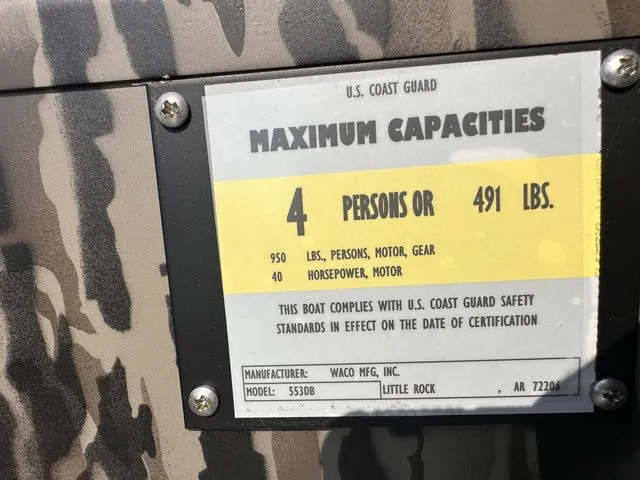 U.S. COAST GUARD
MAXIMUM CAPACITIES
4 PERSONS OR 491 LBS.
950 LBS., PERSONS, MOTOR, GEAR
40 HORSEPOWER, MOTOR
THIS BOAT COMPLIES WITH U.S. COAST GUARD SAFETY
STANDARDS IN EFFECT ON THE DATE OF CERTIFICATION
MANUFACTURER: WACO MFG, INC.
MODEL: 553DB LITTLE ROCK , AR 72206